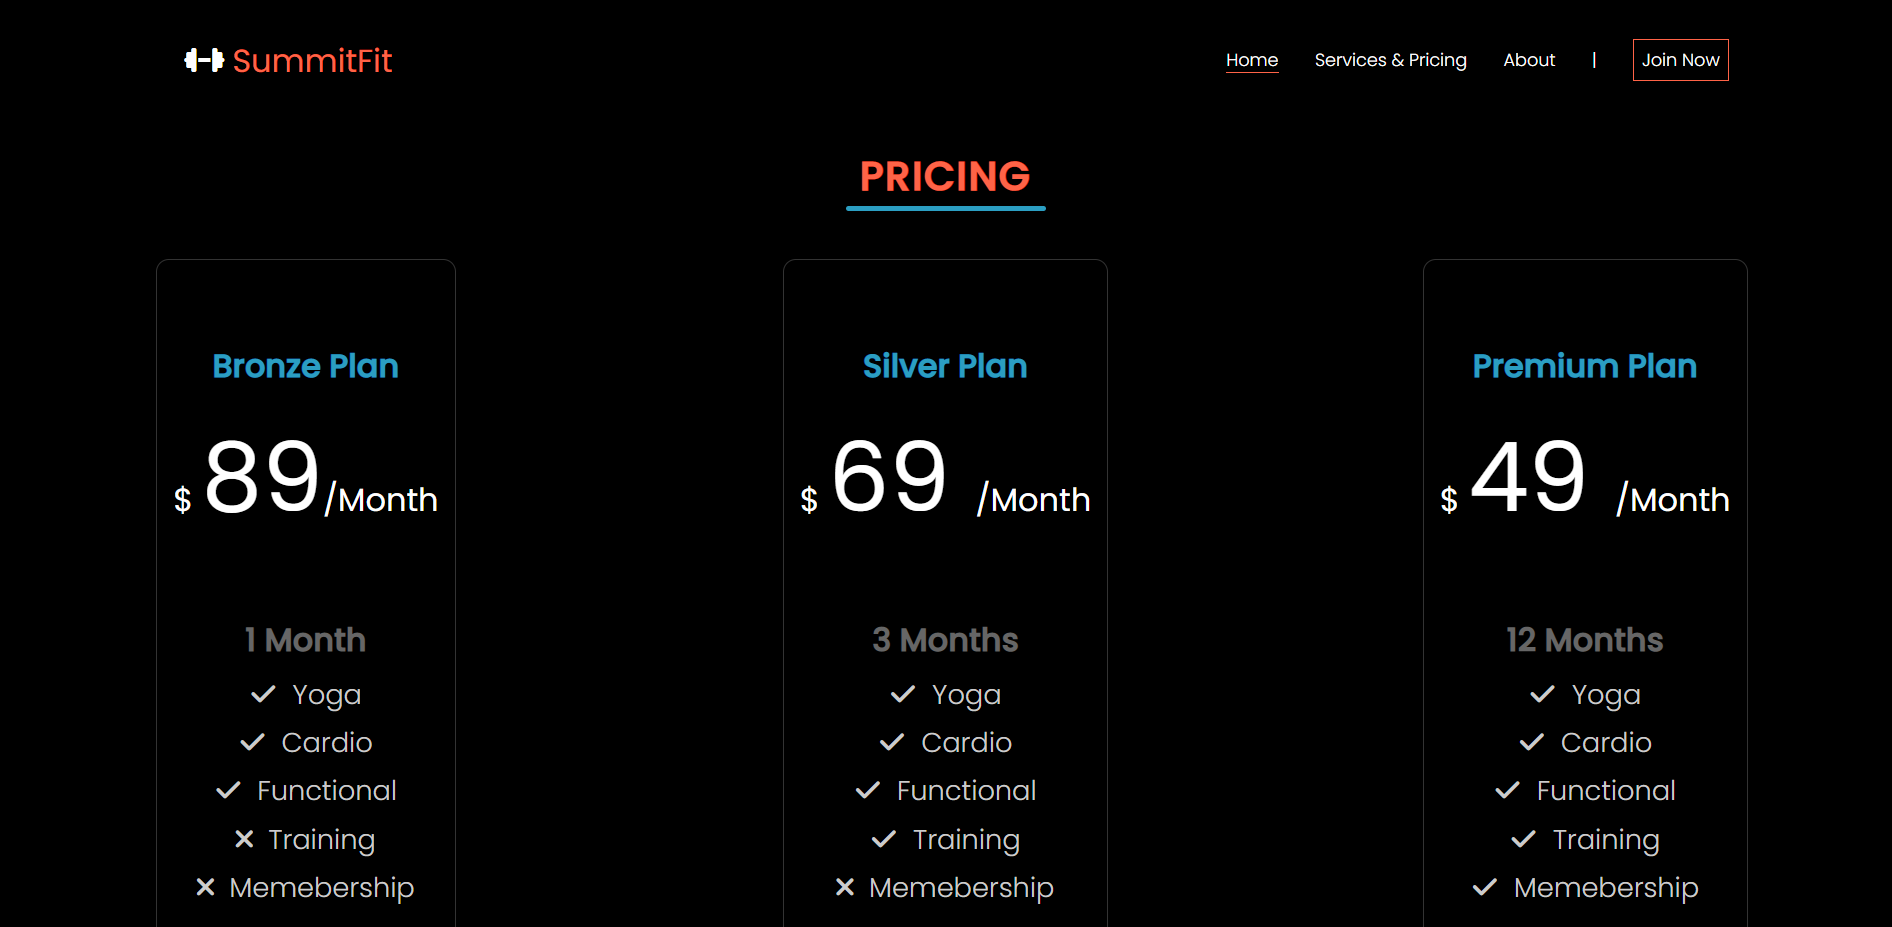 SummitFit
Home Services & Pricing About | Join Now
PRICING
Bronze Plan
$ 89/Month
1 Month
Yoga
Cardio
Functional
Training
Memebership
Silver Plan
$ 69 /Month
3 Months
Yoga
Cardio
Functional
Training
Memebership
Premium Plan
$ 49 /Month
12 Months
Yoga
Cardio
Functional
Training
Memebership